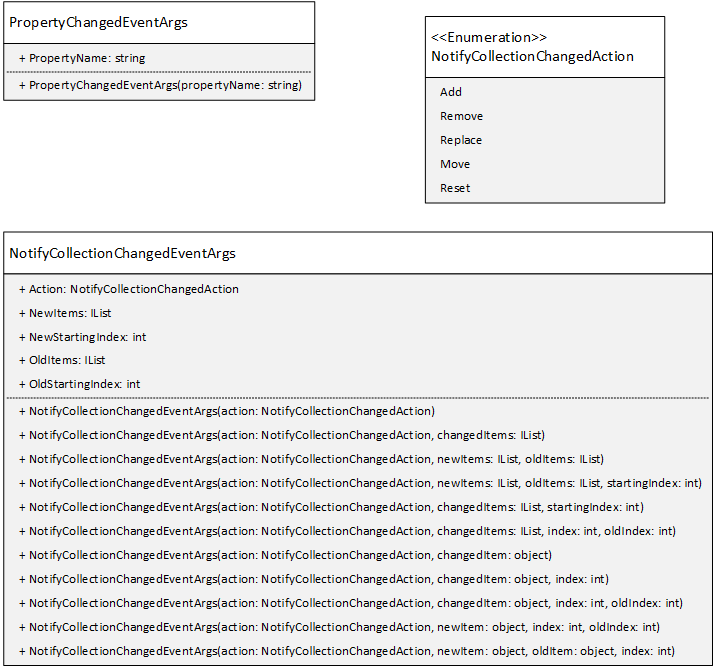 PropertyChangedEventArgs
+ PropertyName: string
+ PropertyChangedEventArgs(propertyName: string)
<<Enumeration>>
NotifyCollectionChangedAction
Add
Remove
Replace
Move
Reset
NotifyCollectionChangedEventArgs
+ Action: NotifyCollectionChangedAction
+ NewItems: IList
+ NewStartingIndex: int
+ OldItems: IList
+ OldStartingIndex: int
+ NotifyCollectionChangedEventArgs(action: NotifyCollectionChangedAction)
+ NotifyCollectionChangedEventArgs(action: NotifyCollectionChangedAction, changedItems: IList)
+ NotifyCollectionChangedEventArgs(action: NotifyCollectionChangedAction, newItems: IList, oldItems: IList)
+ NotifyCollectionChangedEventArgs(action: NotifyCollectionChangedAction, newItems: IList, oldItems: IList, startingIndex: int)
+ NotifyCollectionChangedEventArgs(action: NotifyCollectionChangedAction, changedItems: IList, startingIndex: int)
+ NotifyCollectionChangedEventArgs(action: NotifyCollectionChangedAction, changedItems: IList, index: int, oldIndex: int)
+ NotifyCollectionChangedEventArgs(action: NotifyCollectionChangedAction, changedItem: object)
+ NotifyCollectionChangedEventArgs(action: NotifyCollectionChangedAction, changedItem: object, index: int)
+ NotifyCollectionChangedEventArgs(action: NotifyCollectionChangedAction, changedItem: object, index: int, oldIndex: int)
+ NotifyCollectionChangedEventArgs(action: NotifyCollectionChangedAction, newItem: object, index: int, oldIndex: int)
+ NotifyCollectionChangedEventArgs(action: NotifyCollectionChangedAction, newItem: object, oldItem: object, index: int)